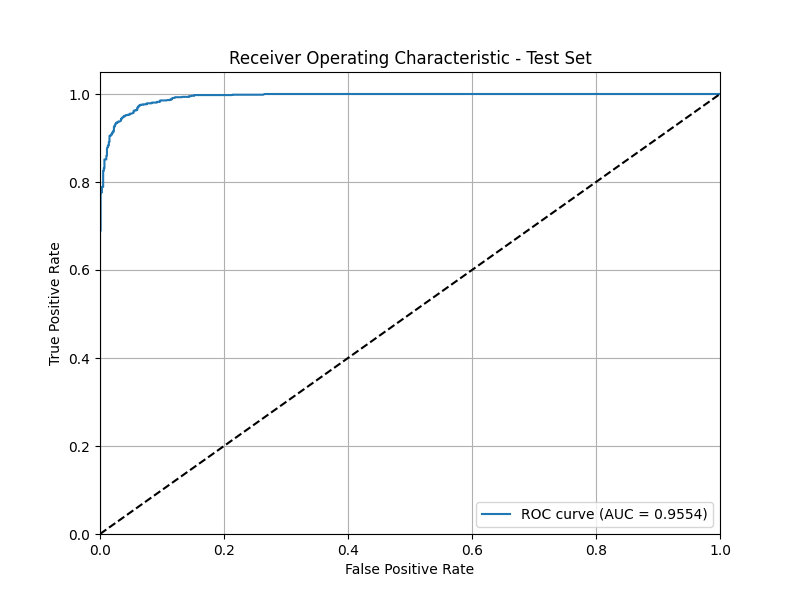 Receiver Operating Characteristic - Test Set
True Positive Rate
1.0
0.8
0.6
0.4
0.2
0.0
ROC curve (AUC = 0.9554)
0.0 0.2 0.4 0.6 0.8 1.0
False Positive Rate